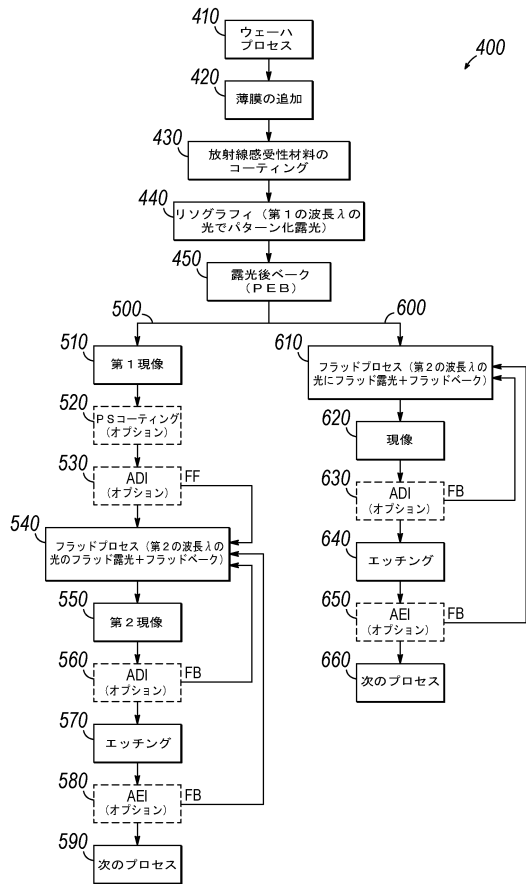 400
410
ウェーハ
プロセス
420
薄膜の追加
430
放射線感受性材料の
コーティング
440
リソグラフィ（第１の波長λの
光でパターン化露光）
450
露光後ベーク
（ＰＥＢ）
500
600
510
第１現像
520
ＰＳコーティング
(オプション)
530
ADI
(オプション)
FF
540
フラッドプロセス（第２の波長λの
光のフラッド露光＋フラッドベーク）
550
第２現像
560
ADI
(オプション)
FB
570
エッチング
580
AEI
(オプション)
FB
590
次のプロセス
610
フラッドプロセス（第２の波長λの
光にフラッド露光＋フラッドベーク）
620
現像
630
ADI
(オプション)
FB
640
エッチング
650
AEI
(オプション)
FB
660
次のプロセス